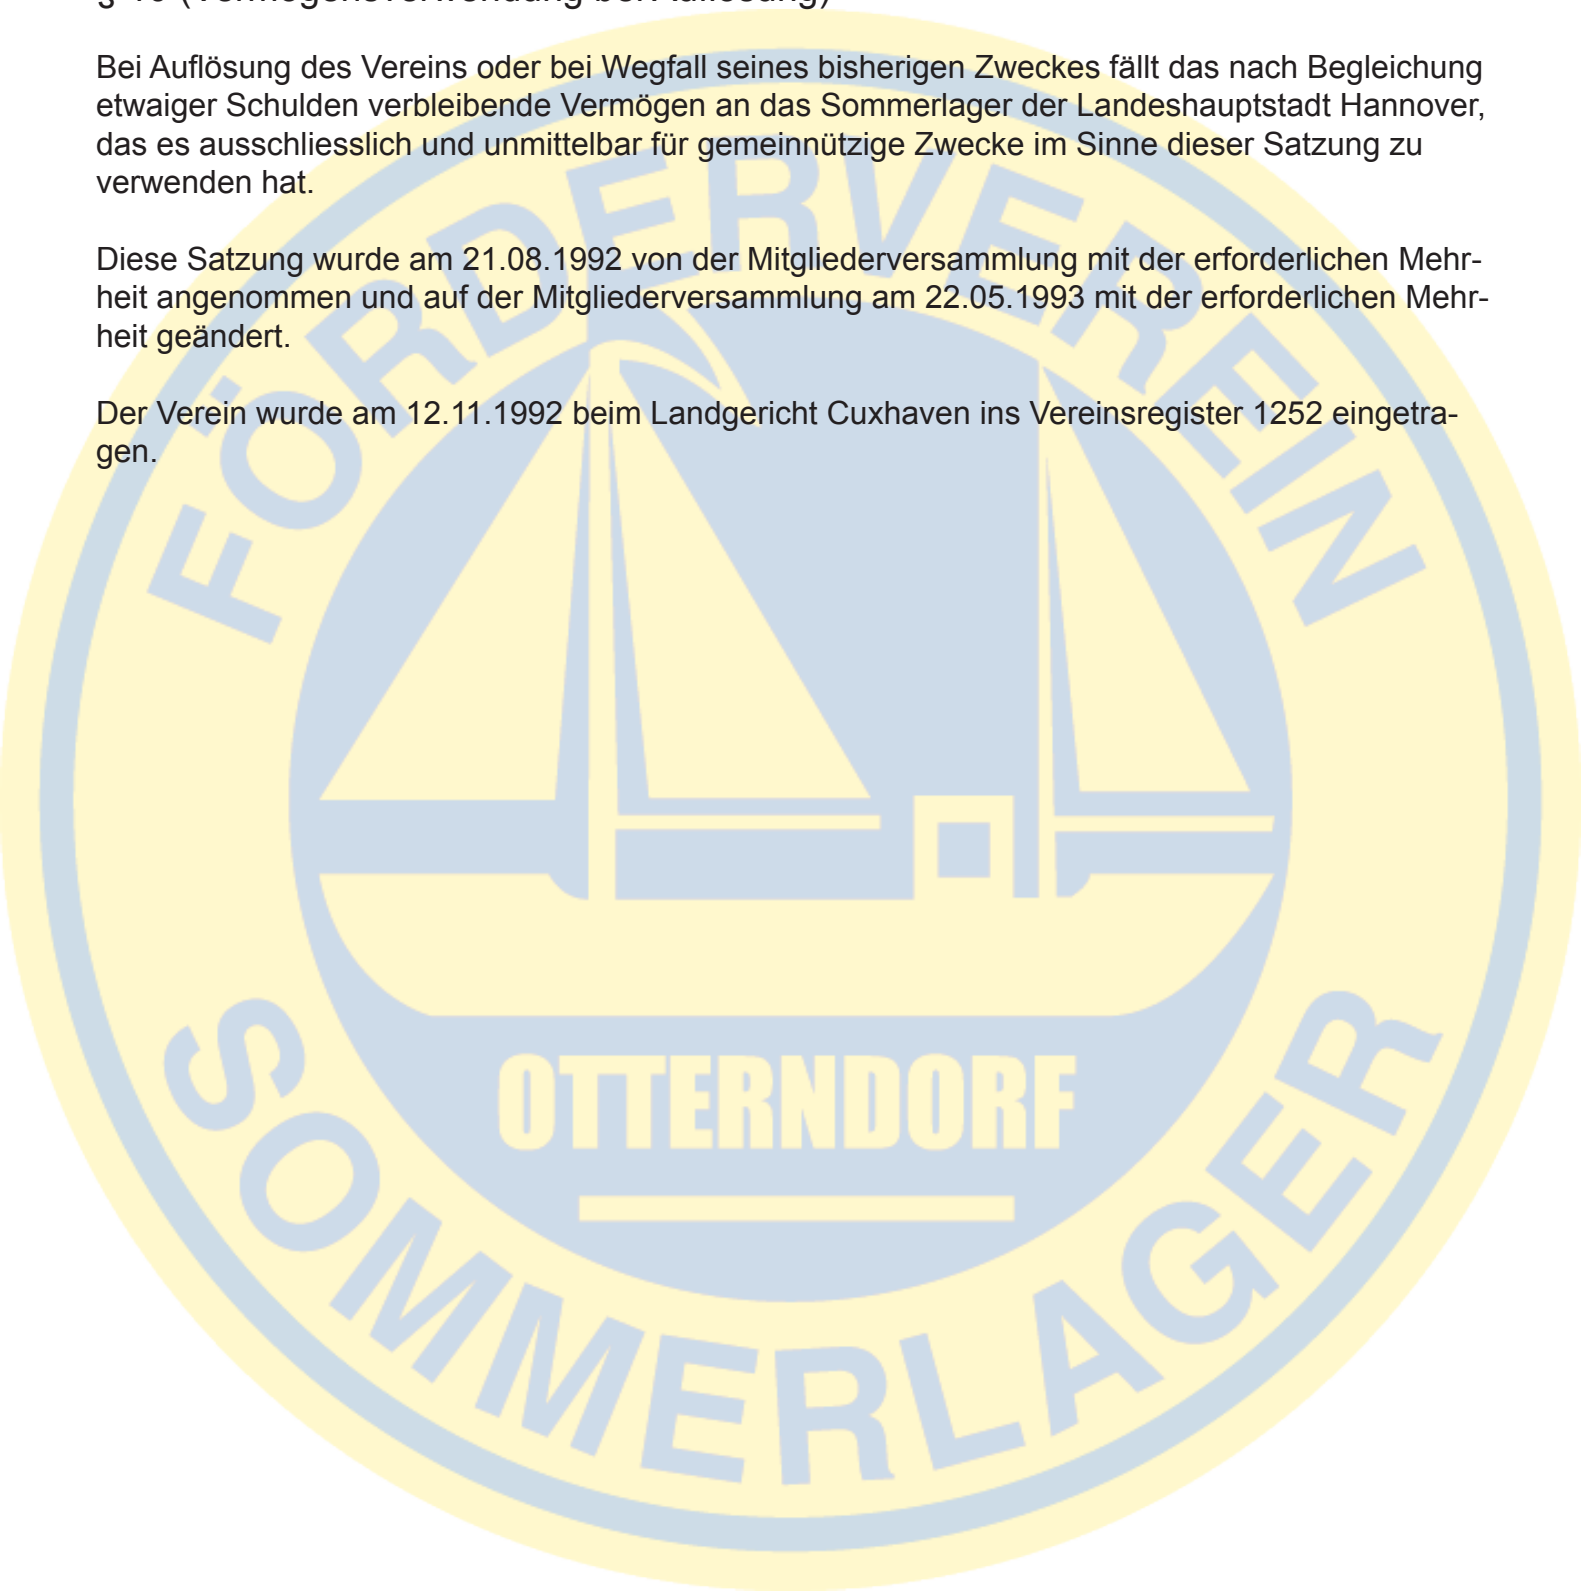 Bei Auflösung des Vereins oder bei Wegfall seines bisherigen Zweckes fällt das nach Begleichung
etwaiger Schulden verbleibende Vermögen an das Sommerlager der Landeshauptstadt Hannover,
das es ausschliesslich und unmittelbar für gemeinnützige Zwecke im Sinne dieser Satzung zu
verwenden hat.
Diese Satzung wurde am 21.08.1992 von der Mitgliederversammlung mit der erforderlichen Mehr-
heit angenommen und auf der Mitgliederversammlung am 22.05.1993 mit der erforderlichen Mehr-
heit geändert.
Der Verein wurde am 12.11.1992 beim Landgericht Cuxhaven ins Vereinsregister 1252 eingetra-
gen.
FÖRDERVEREIN
OTTERNDORF
SOMMERLAGER